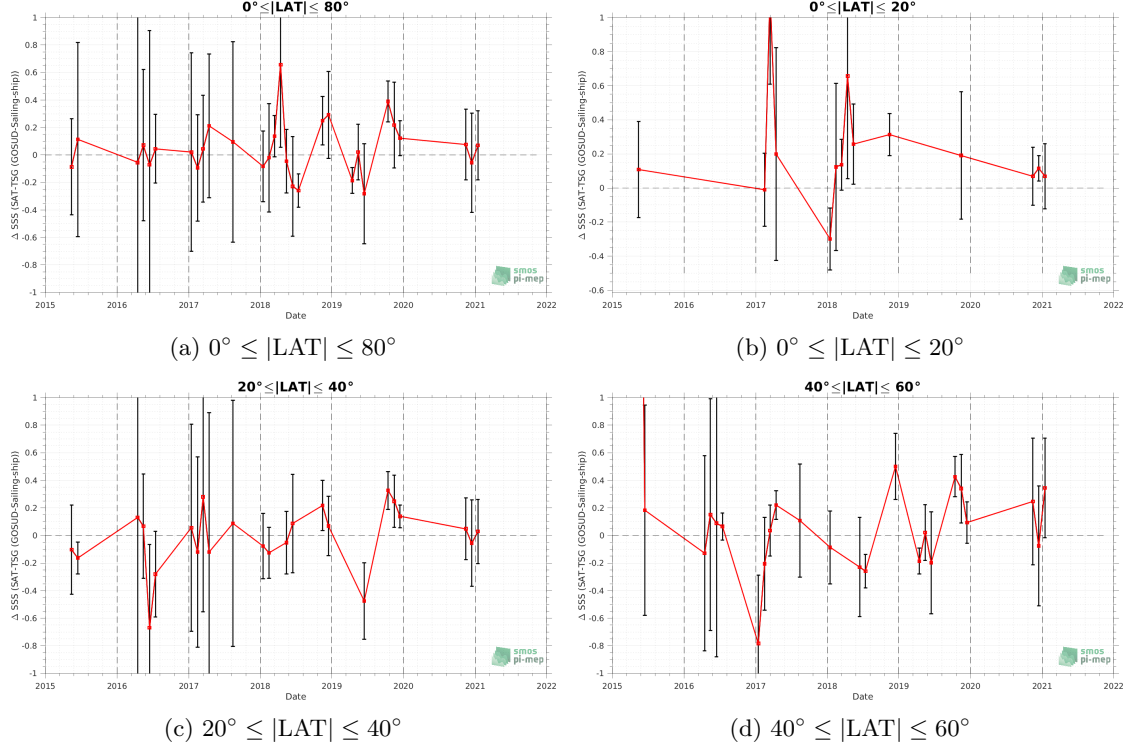 0°≤|LAT|≤ 80°
Δ SSS (SAT-TSG (GOSUD-Sailing-ship))
1
0.8
0.6
0.4
0.2
0
-0.2
-0.4
-0.6
-0.8
-1
2015 2016 2017 2018 2019 2020 2021 2022
Date
smos
pi-mep
(a) 0° ≤ |LAT| ≤ 80°
0°≤|LAT|≤ 20°
Δ SSS (SAT-TSG (GOSUD-Sailing-ship))
1
0.8
0.6
0.4
0.2
0
-0.2
-0.4
-0.6
2015 2016 2017 2018 2019 2020 2021 2022
Date
smos
pi-mep
(b) 0° ≤ |LAT| ≤ 20°
20°≤|LAT|≤ 40°
Δ SSS (SAT-TSG (GOSUD-Sailing-ship))
1
0.8
0.6
0.4
0.2
0
-0.2
-0.4
-0.6
-0.8
-1
2015 2016 2017 2018 2019 2020 2021 2022
Date
smos
pi-mep
(c) 20° ≤ |LAT| ≤ 40°
40°≤|LAT|≤ 60°
Δ SSS (SAT-TSG (GOSUD-Sailing-ship))
1
0.8
0.6
0.4
0.2
0
-0.2
-0.4
-0.6
-0.8
-1
2015 2016 2017 2018 2019 2020 2021 2022
Date
smos
pi-mep
(d) 40° ≤ |LAT| ≤ 60°